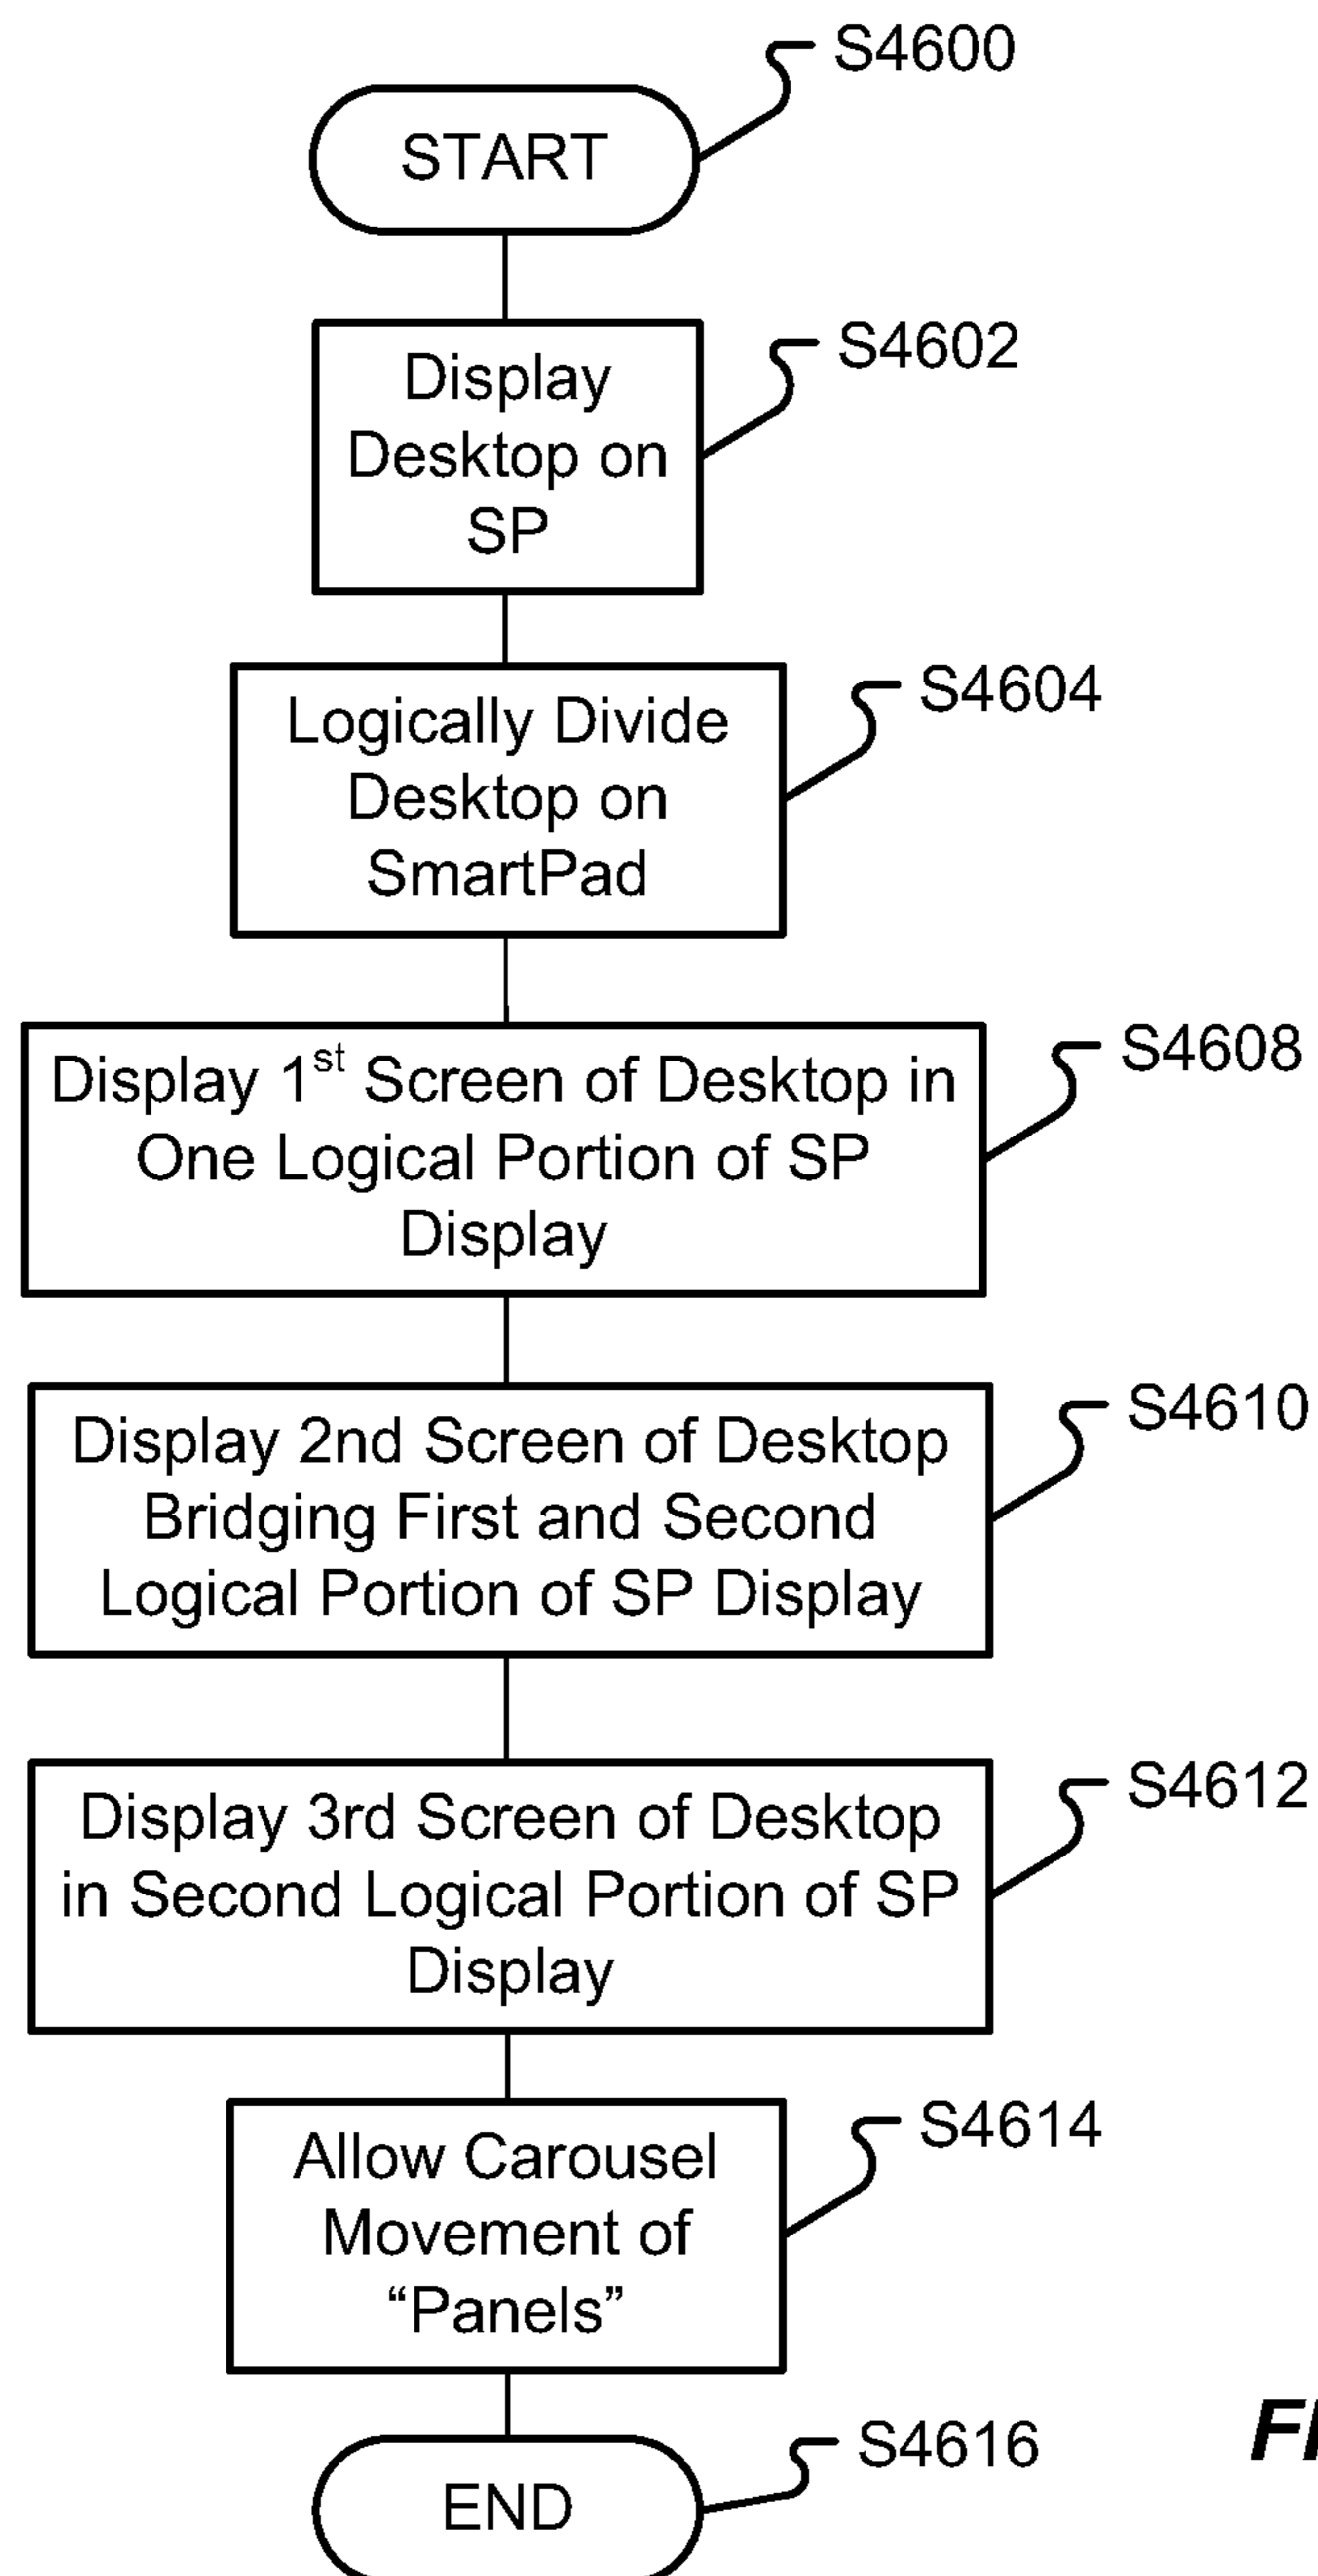 S4600
START
S4602
Display
Desktop on
SP
S4604
Logically Divide
Desktop on
SmartPad
S4608
Display 1st Screen of Desktop in
One Logical Portion of SP
Display
S4610
Display 2nd Screen of Desktop
Bridging First and Second
Logical Portion of SP Display
S4612
Display 3rd Screen of Desktop
in Second Logical Portion of SP
Display
S4614
Allow Carousel
Movement of
“Panels”
S4616
END